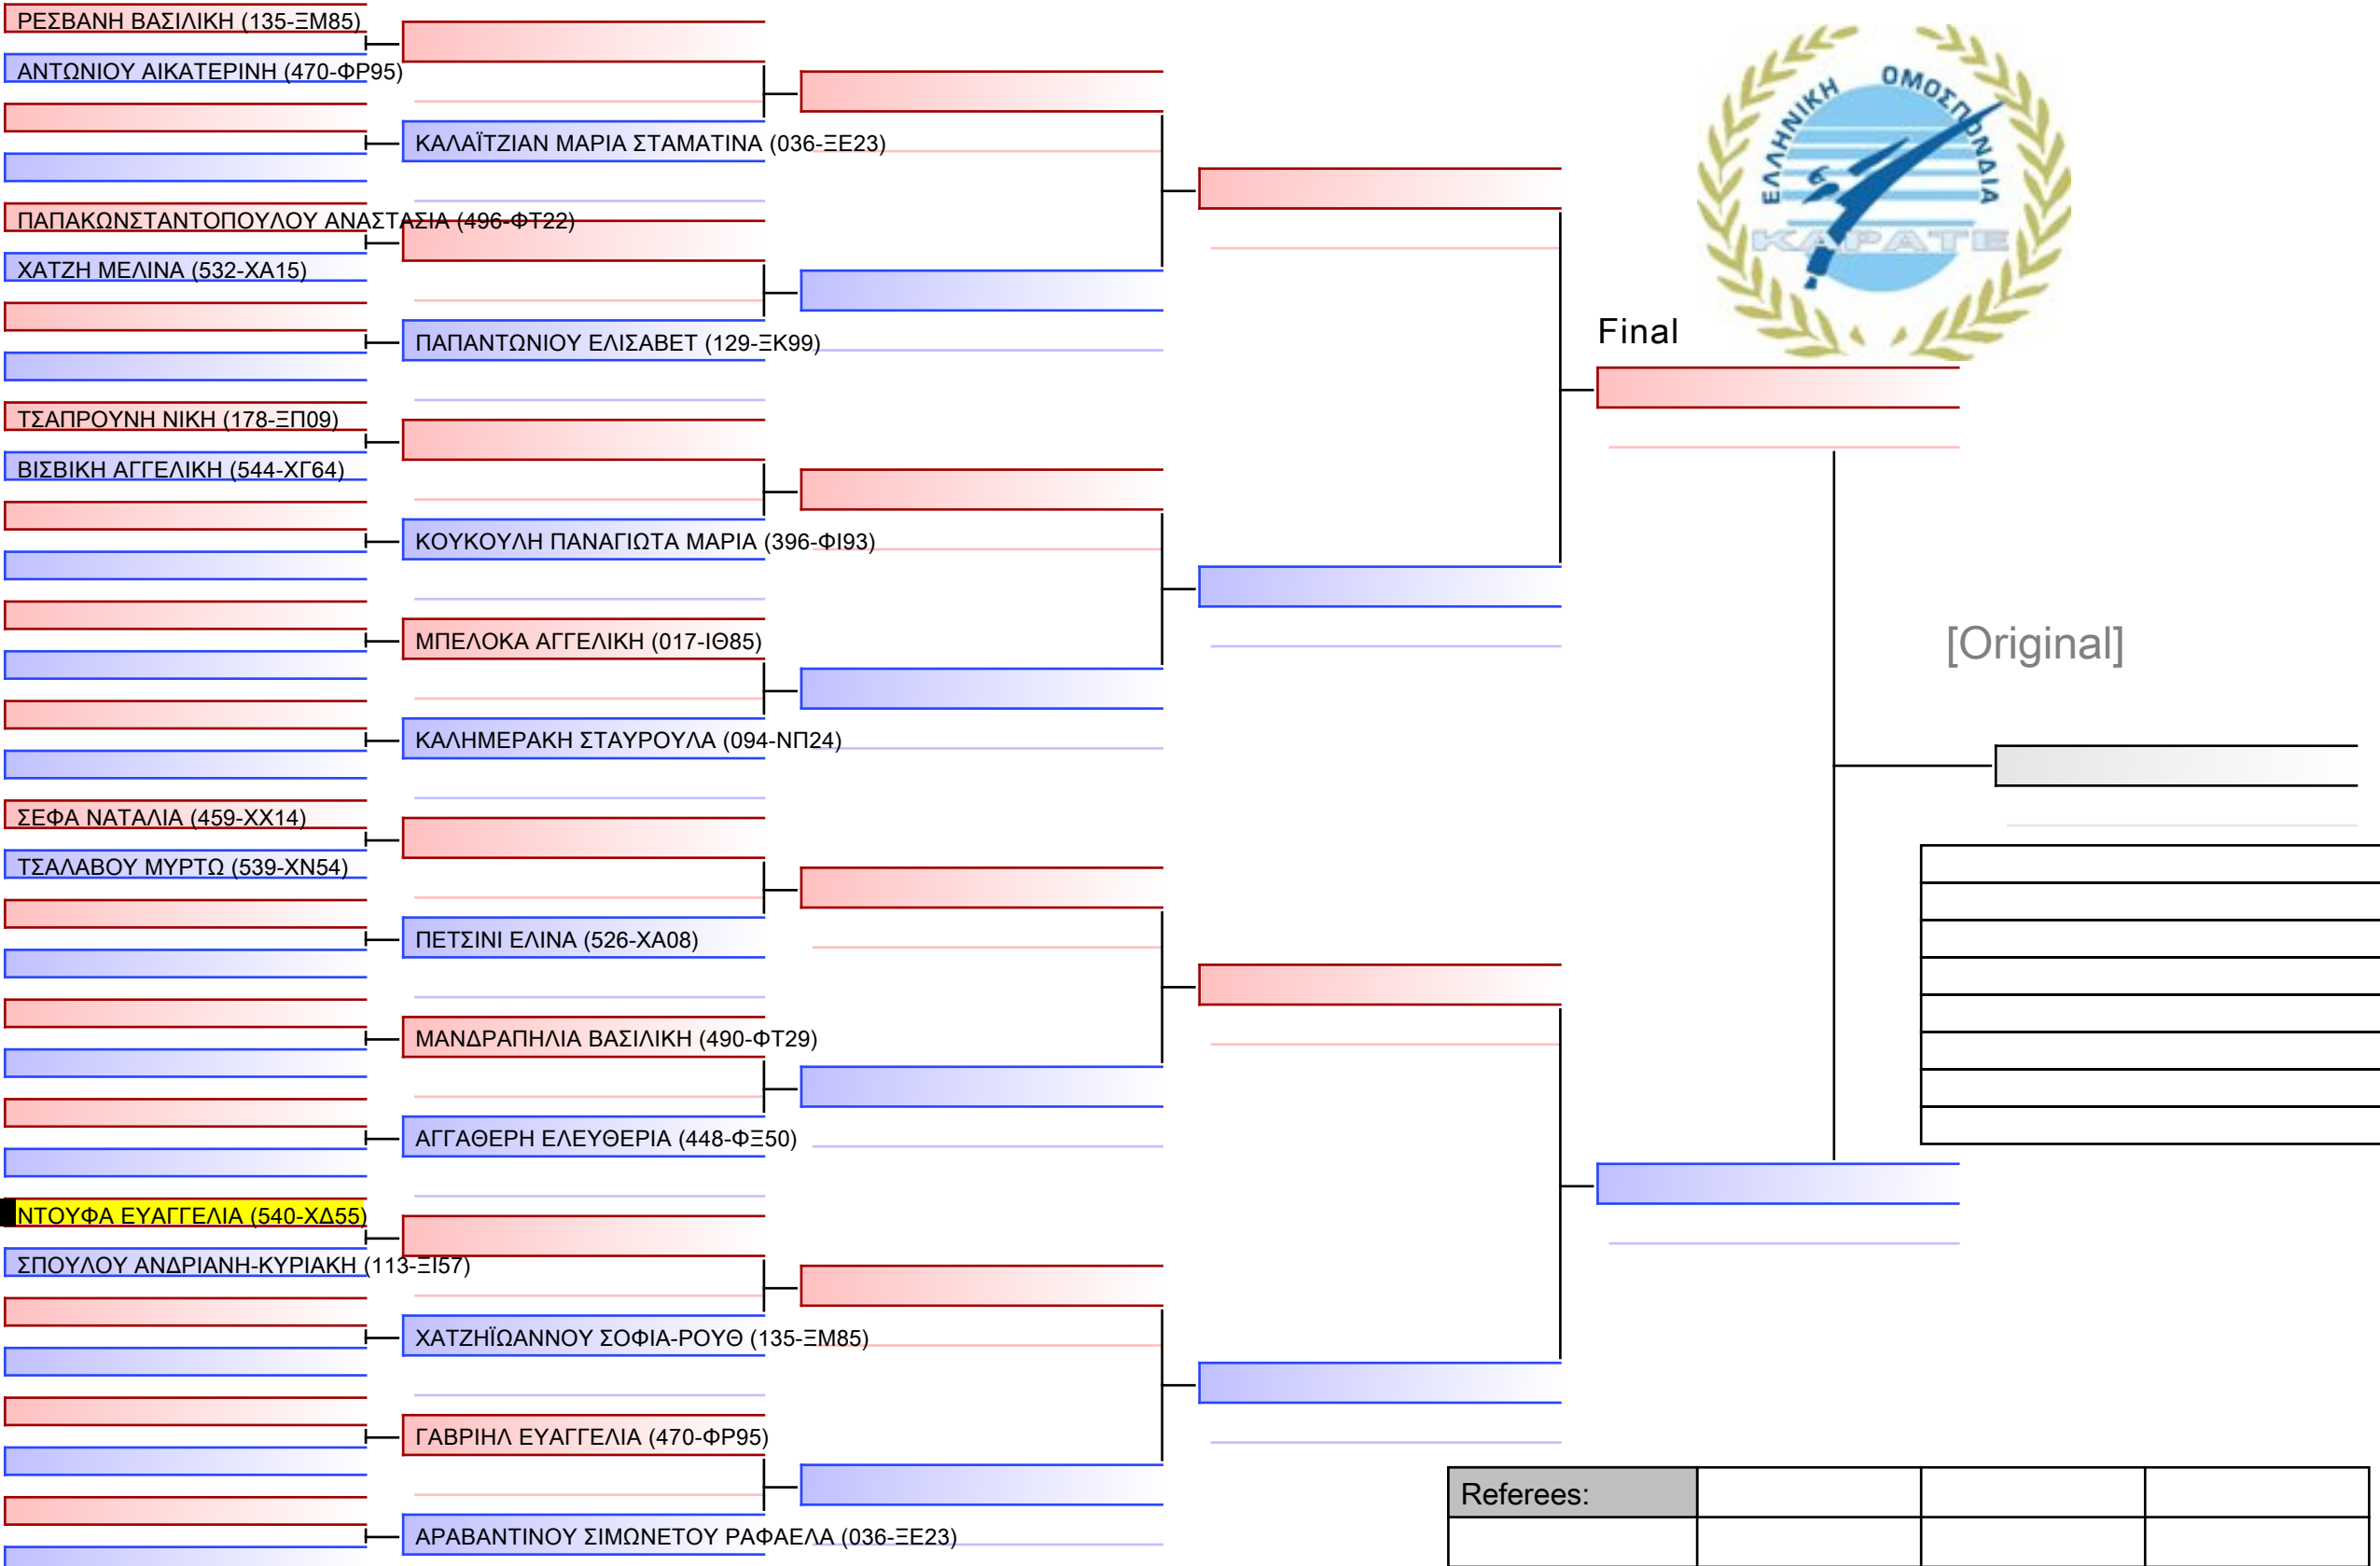 ΡΕΣΒΑΝΗ ΒΑΣΙΛΙΚΗ (135-ΞΜ85)
ΑΝΤΩΝΙΟΥ ΑΙΚΑΤΕΡΙΝΗ (470-ΦΡ95)
ΚΑΛΑΪΤΖΙΑΝ ΜΑΡΙΑ ΣΤΑΜΑΤΙΝΑ (036-ΞΕ23)
ΠΑΠΑΚΩΝΣΤΑΝΤΟΠΟΥΛΟΥ ΑΝΑΣΤΑΣΙΑ (496-ΦΤ22)
ΧΑΤΖΗ ΜΕΛΙΝΑ (532-ΧΑ15)
ΠΑΠΑΝΤΩΝΙΟΥ ΕΛΙΣΑΒΕΤ (129-ΞΚ99)
ΤΣΑΠΡΟΥΝΗ ΝΙΚΗ (178-ΞΠ09)
ΒΙΣΒΙΚΗ ΑΓΓΕΛΙΚΗ (544-ΧΓ64)
ΚΟΥΚΟΥΛΗ ΠΑΝΑΓΙΩΤΑ ΜΑΡΙΑ (396-ΦΙ93)
ΜΠΕΛΟΚΑ ΑΓΓΕΛΙΚΗ (017-ΙΘ85)
ΚΑΛΗΜΕΡΑΚΗ ΣΤΑΥΡΟΥΛΑ (094-ΝΠ24)
ΣΕΦΑ ΝΑΤΑΛΙΑ (459-ΧΧ14)
ΤΣΑΛΑΒΟΥ ΜΥΡΤΩ (539-ΧΝ54)
ΠΕΤΣΙΝΙ ΕΛΙΝΑ (526-ΧΑ08)
ΜΑΝΔΡΑΠΗΛΙΑ ΒΑΣΙΛΙΚΗ (490-ΦΤ29)
ΑΓΓΑΘΕΡΗ ΕΛΕΥΘΕΡΙΑ (448-ΦΞ50)
ΝΤΟΥΦΑ ΕΥΑΓΓΕΛΙΑ (540-ΧΔ55)
ΣΠΟΥΛΟΥ ΑΝΔΡΙΑΝΗ-ΚΥΡΙΑΚΗ (113-ΞΙ57)
ΧΑΤΖΗΪΩΑΝΝΟΥ ΣΟΦΙΑ-ΡΟΥΘ (135-ΞΜ85)
ΓΑΒΡΙΗΛ ΕΥΑΓΓΕΛΙΑ (470-ΦΡ95)
ΑΡΑΒΑΝΤΙΝΟΥ ΣΙΜΩΝΕΤΟΥ ΡΑΦΑΕΛΑ (036-ΞΕ23)
ΕΛΛΗΝΙΚΗ ΟΜΟΣΠΟΝΔΙΑ
ΚΑΡΑΤΕ
Final
[Original]
Referees: